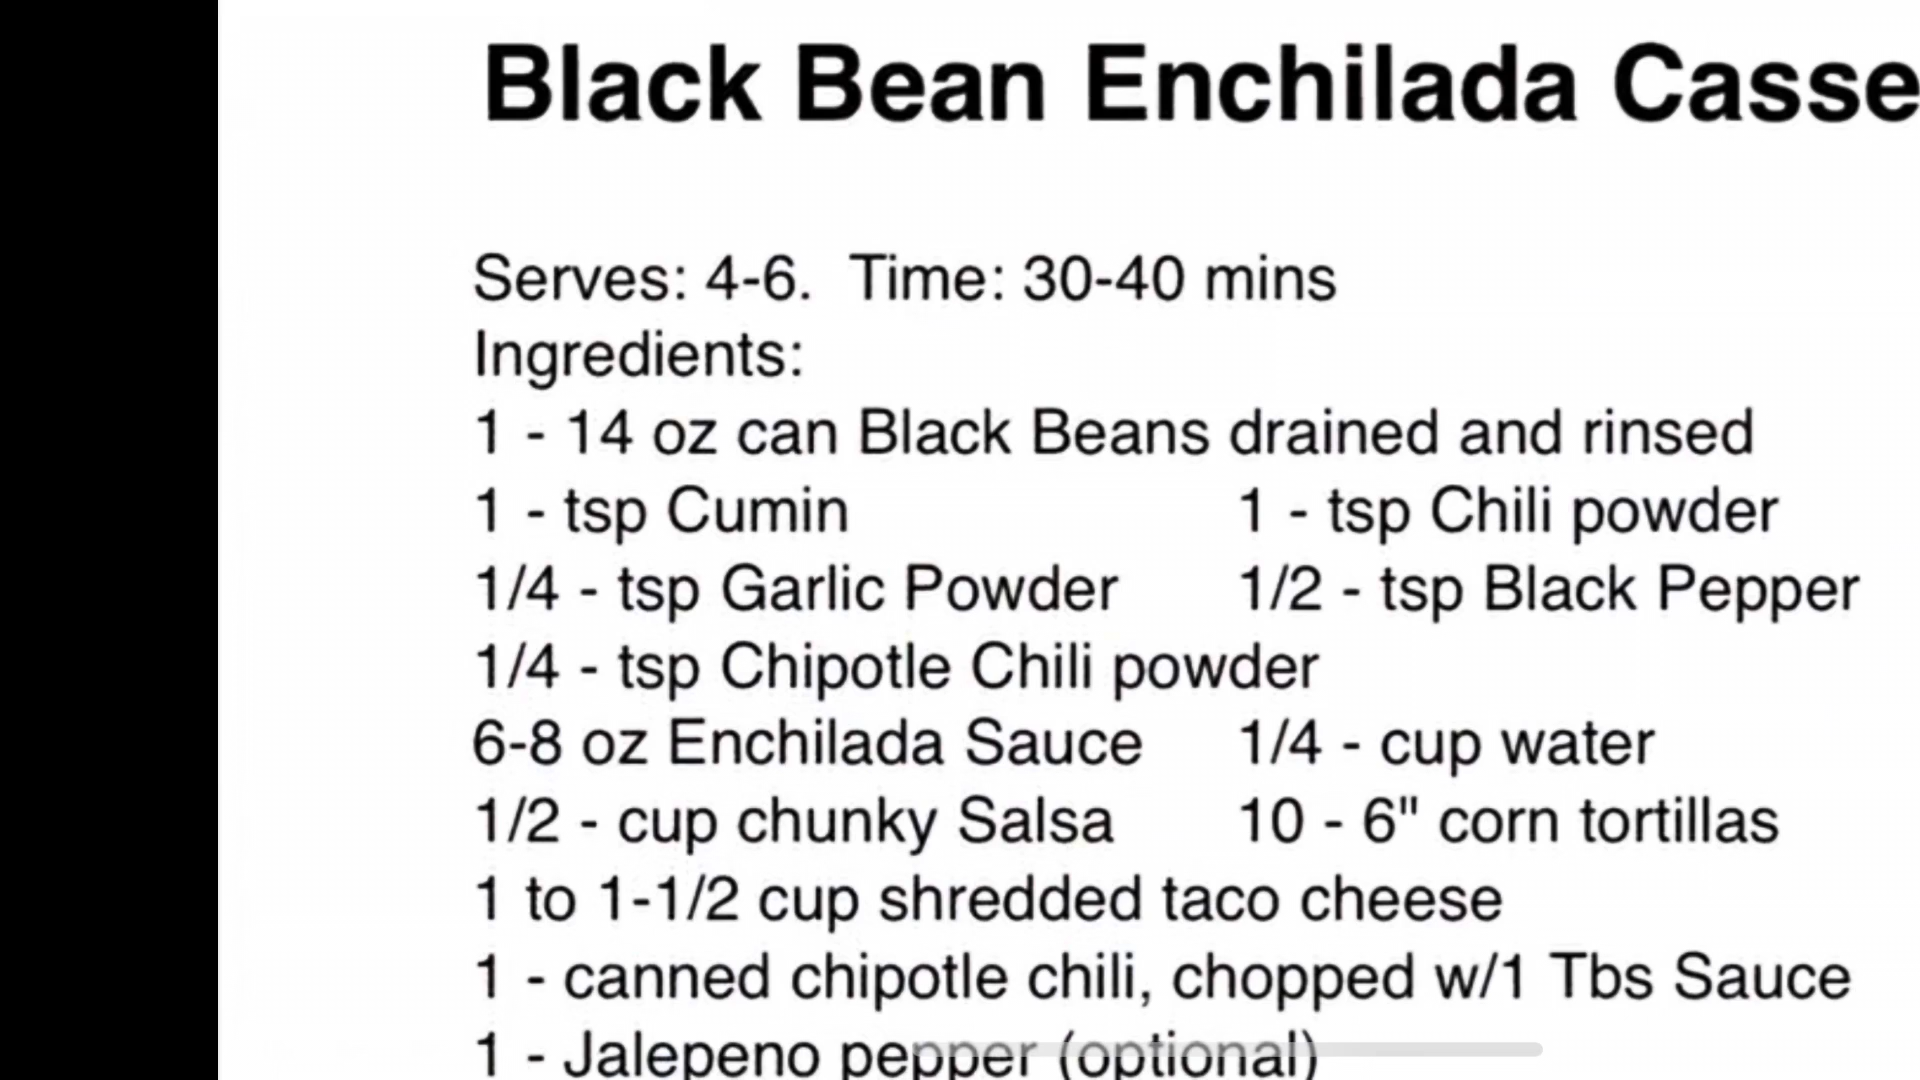 Black Bean Enchilada Casse
Serves: 4-6.  Time: 30-40 mins
Ingredients:
1 - 14 oz can Black Beans drained and rinsed
1 - tsp Cumin 1 - tsp Chili powder
1/4 - tsp Garlic Powder 1/2 - tsp Black Pepper
1/4 - tsp Chipotle Chili powder
6-8 oz Enchilada Sauce 1/4 - cup water
1/2 - cup chunky Salsa 10 - 6" corn tortillas
1 to 1-1/2 cup shredded taco cheese
1 - canned chipotle chili, chopped w/1 Tbs Sauce
1 - Jalepeno pepper (optional)